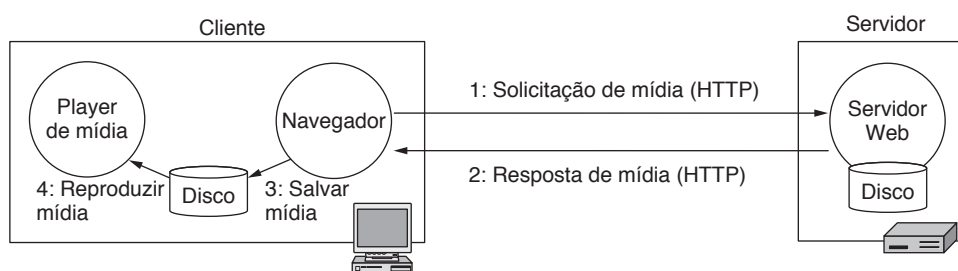 Cliente
Servidor
Player
de mídia
Navegador
1: Solicitação de mídia (HTTP)
Servidor
Web
2: Resposta de mídia (HTTP)
4: Reproduzir
mídia
Disco
3: Salvar
mídia
Disco